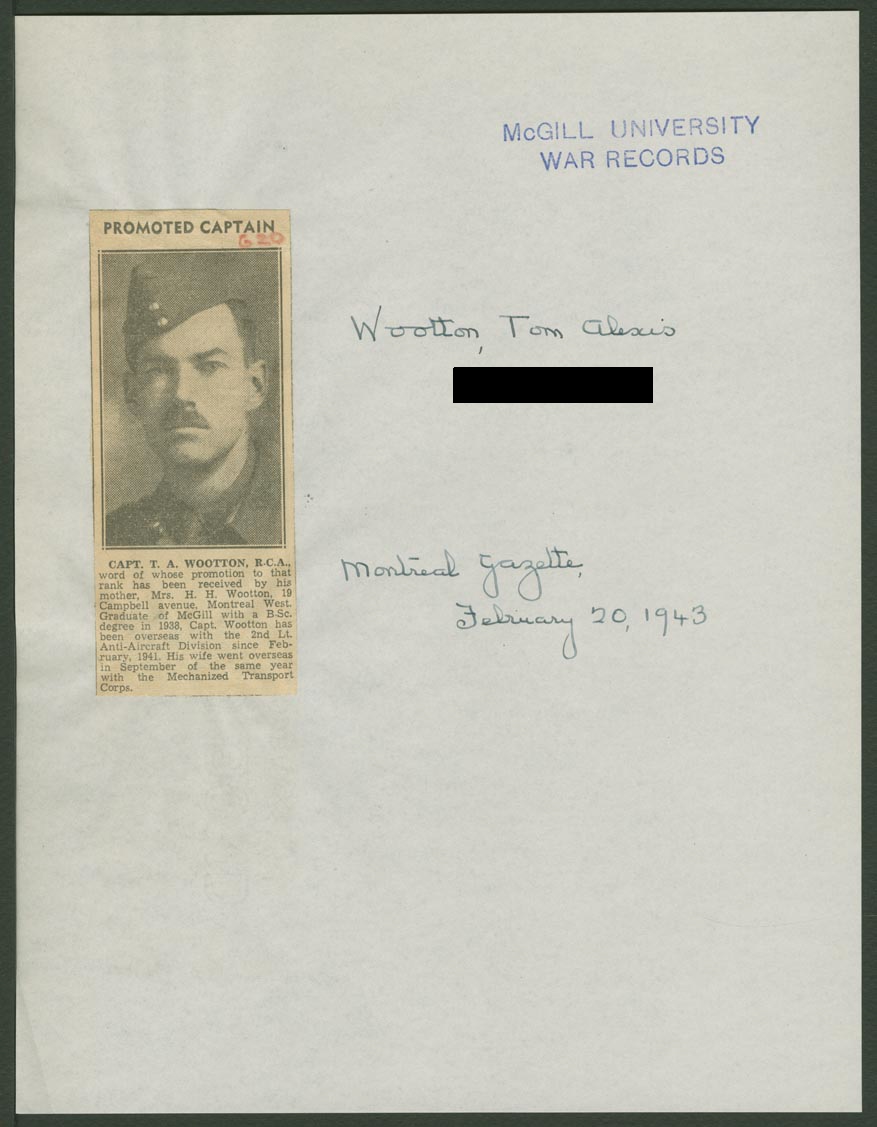 McGILL UNIVERSITY
WAR RECORDS
PROMOTED CAPTAIN
G 20
Wootton, Tom Alexis
CAPT. T. A. WOOTTON, R.C.A.,
word of whose promotion to that
rank has been received by his
mother, Mrs. H. H. Wootton, 19
Campbell avenue, Montreal West.
Graduate of McGill with a B.Sc.
degree in 1938, Capt. Wootton has
been overseas with the 2nd Lt.
Anti-Aircraft Division since Feb-
ruary, 1941. His wife went overseas
in September of the same year
with the Mechanized Transport
Corps.
Montreal Gazette,
February 20, 1943